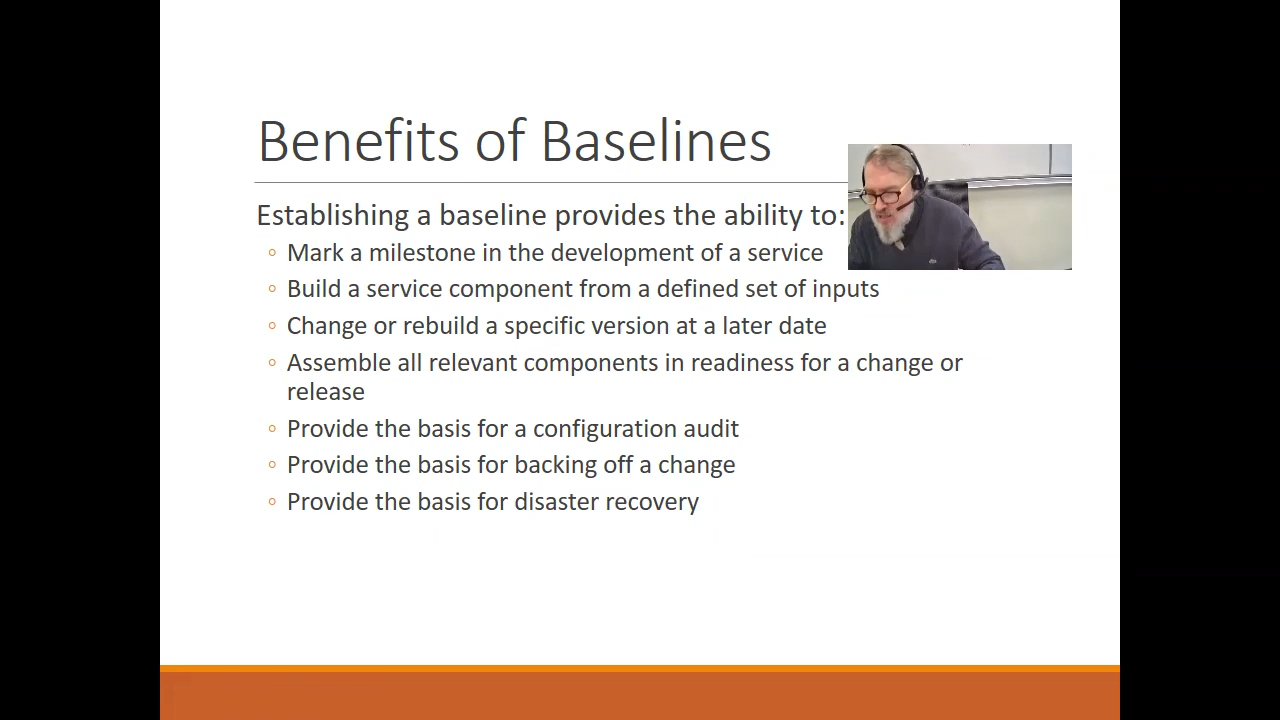 Benefits of Baselines
Establishing a baseline provides the ability to:
◦ Mark a milestone in the development of a service
◦ Build a service component from a defined set of inputs
◦ Change or rebuild a specific version at a later date
◦ Assemble all relevant components in readiness for a change or
release
◦ Provide the basis for a configuration audit
◦ Provide the basis for backing off a change
◦ Provide the basis for disaster recovery